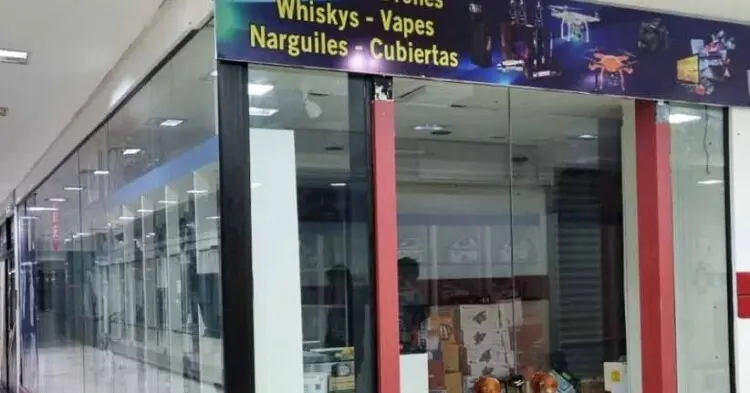 Whiskys - Vapes
Narguiles - Cubiertas